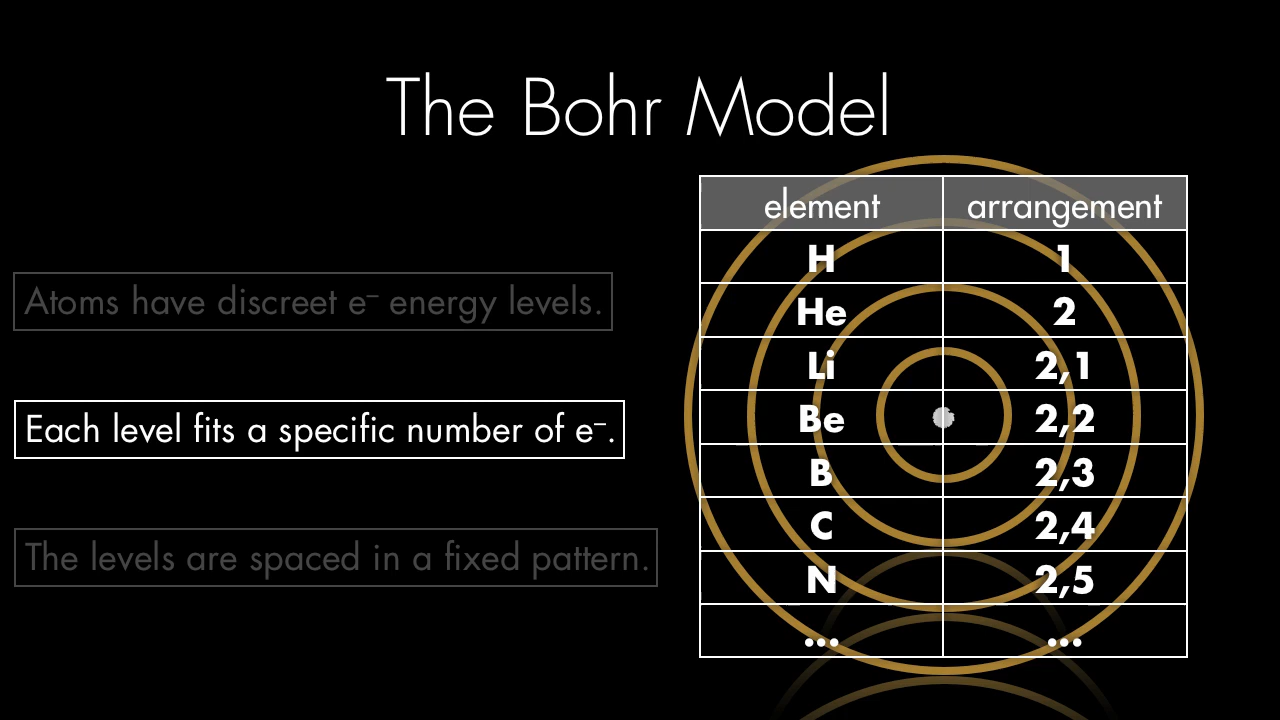 The Bohr Model
Atoms have discreet e⁻ energy levels.
Each level fits a specific number of e⁻.
The levels are spaced in a fixed pattern.
element arrangement
H 1
He 2
Li 2,1
Be 2,2
B 2,3
C 2,4
N 2,5
... ...